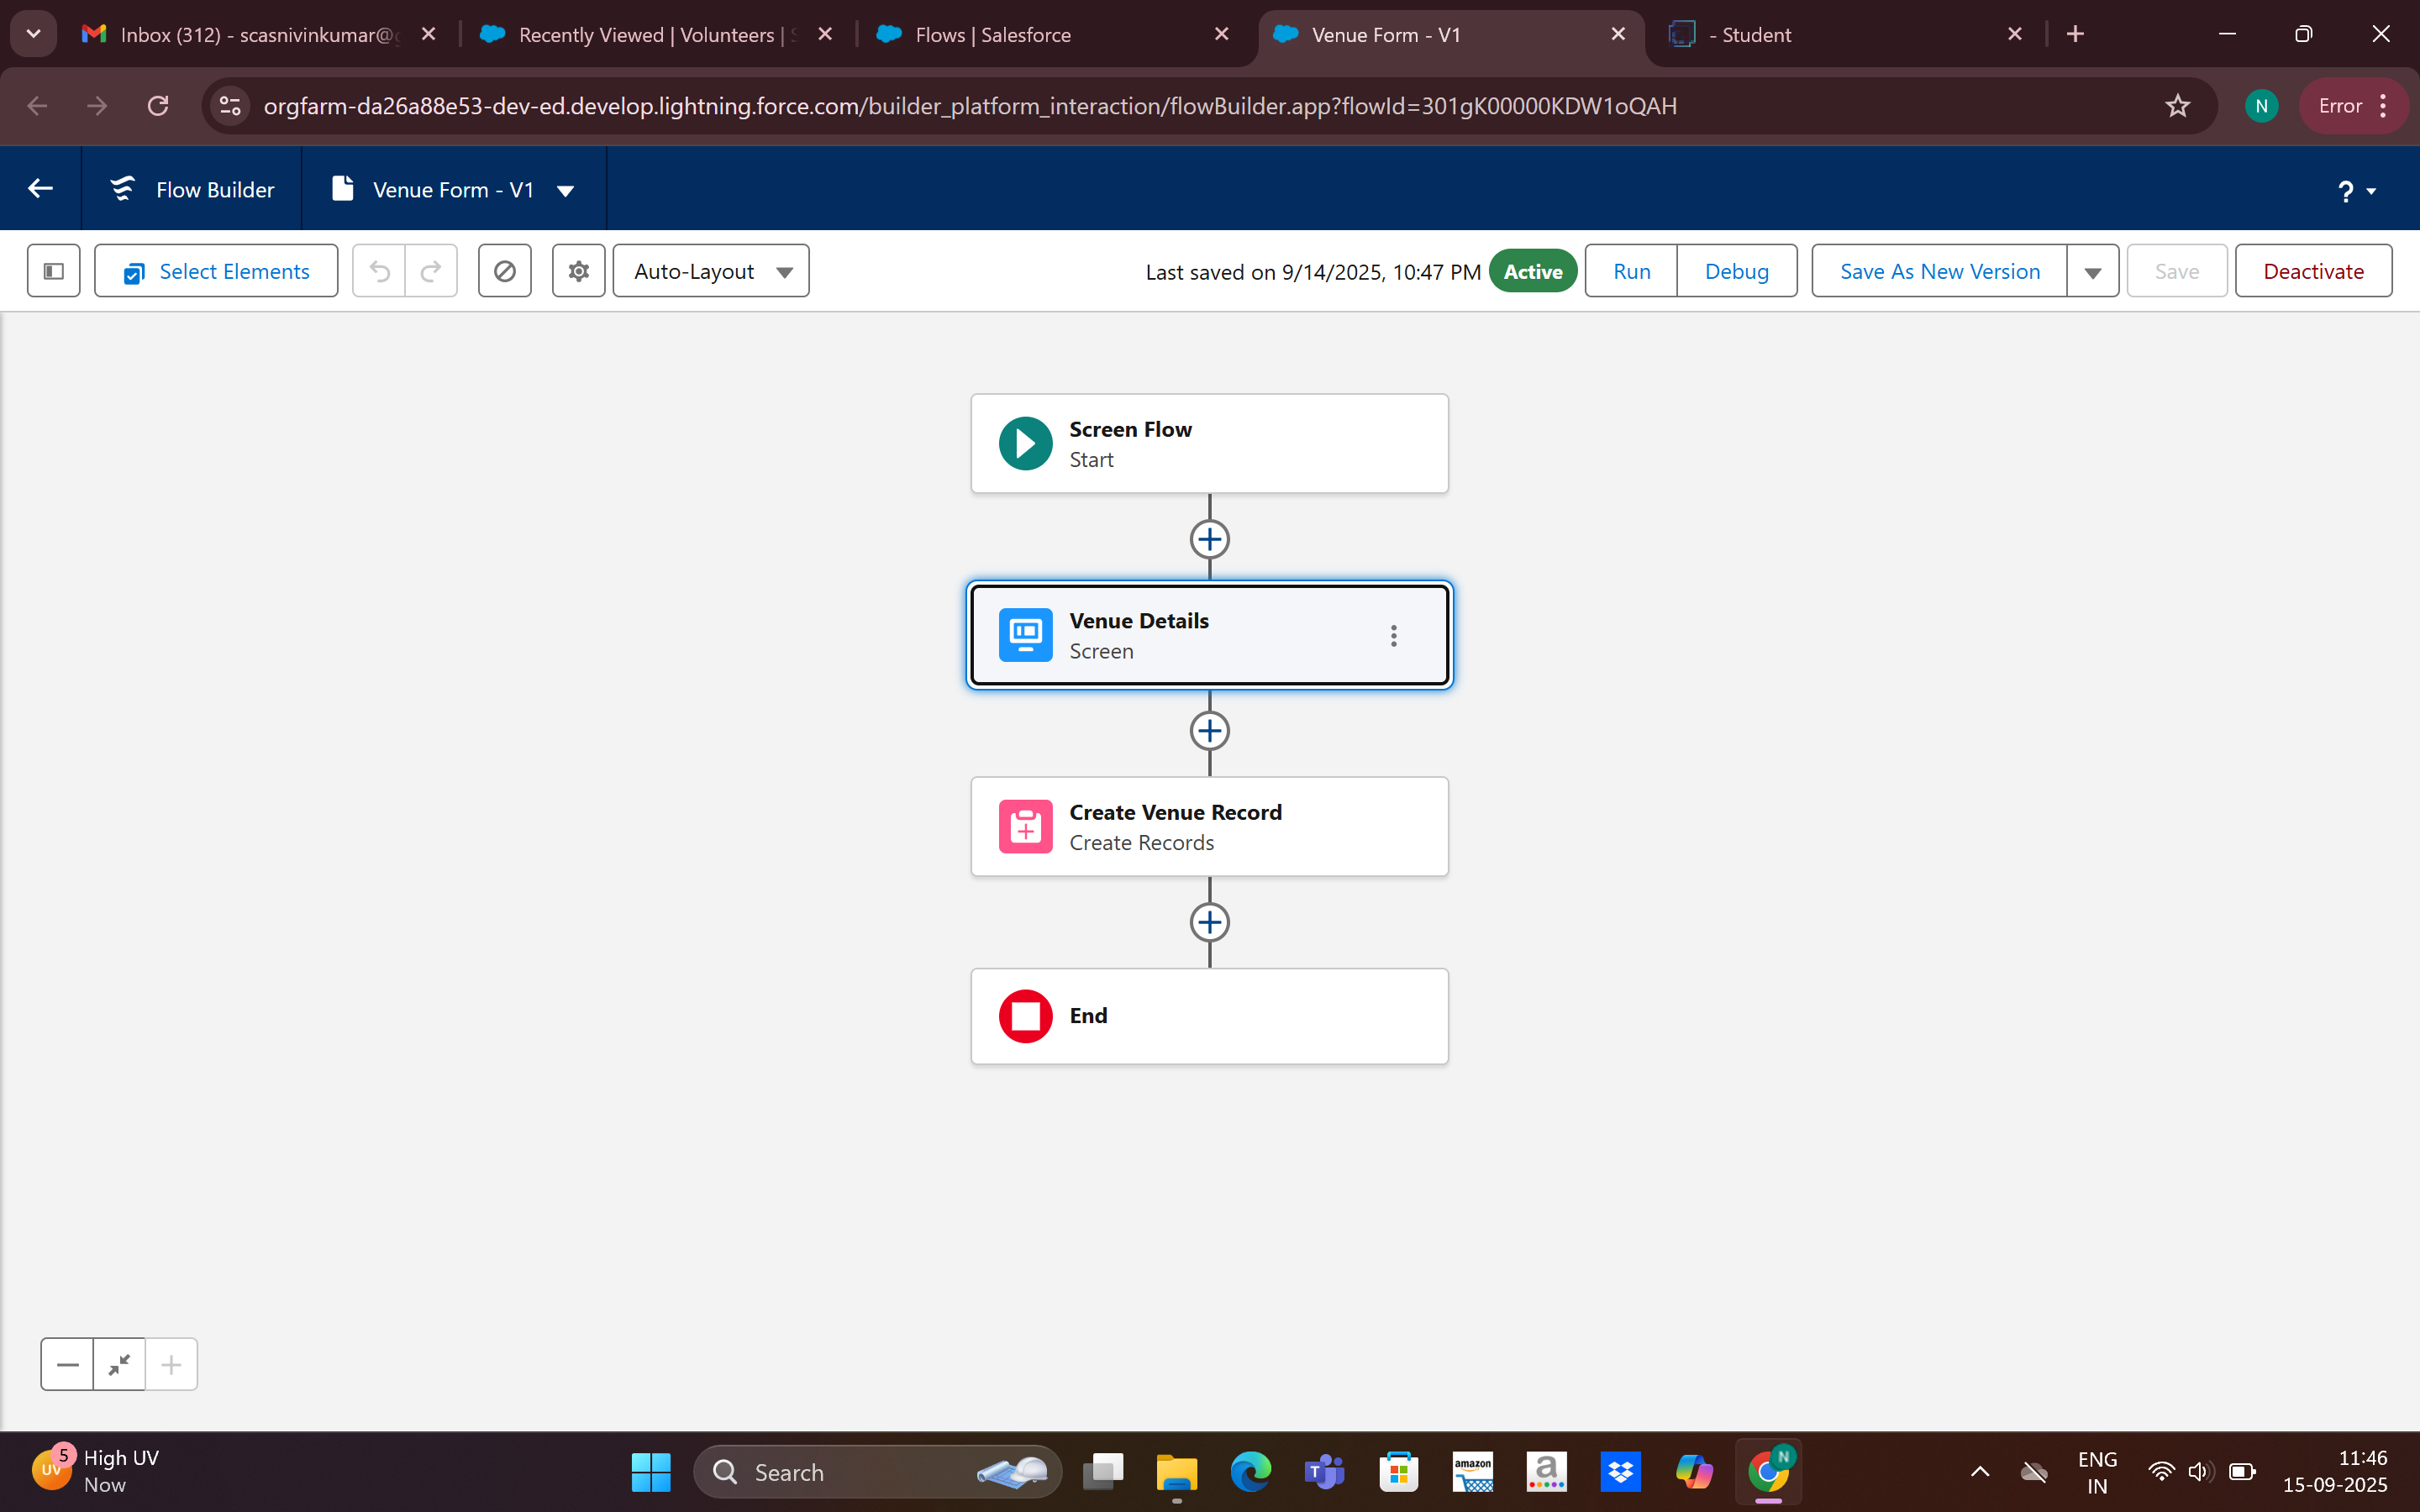 Inbox (312) - scasnivinkumar@g
Recently Viewed | Volunteers | S
Flows | Salesforce
Venue Form - V1
- Student
orgfarm-da26a88e53-dev-ed.develop.lightning.force.com/builder_platform_interaction/flowBuilder.app?flowId=301gK00000KDW1oQAH
N
Error
Flow Builder
Venue Form - V1
?
Select Elements
Auto-Layout
Last saved on 9/14/2025, 10:47 PM
Active
Run
Debug
Save As New Version
Save
Deactivate
Screen Flow
Start
Venue Details
Screen
Create Venue Record
Create Records
End
5
UV
High UV
Now
Search
T
amazon
a
N
ENG
IN
11:46
15-09-2025